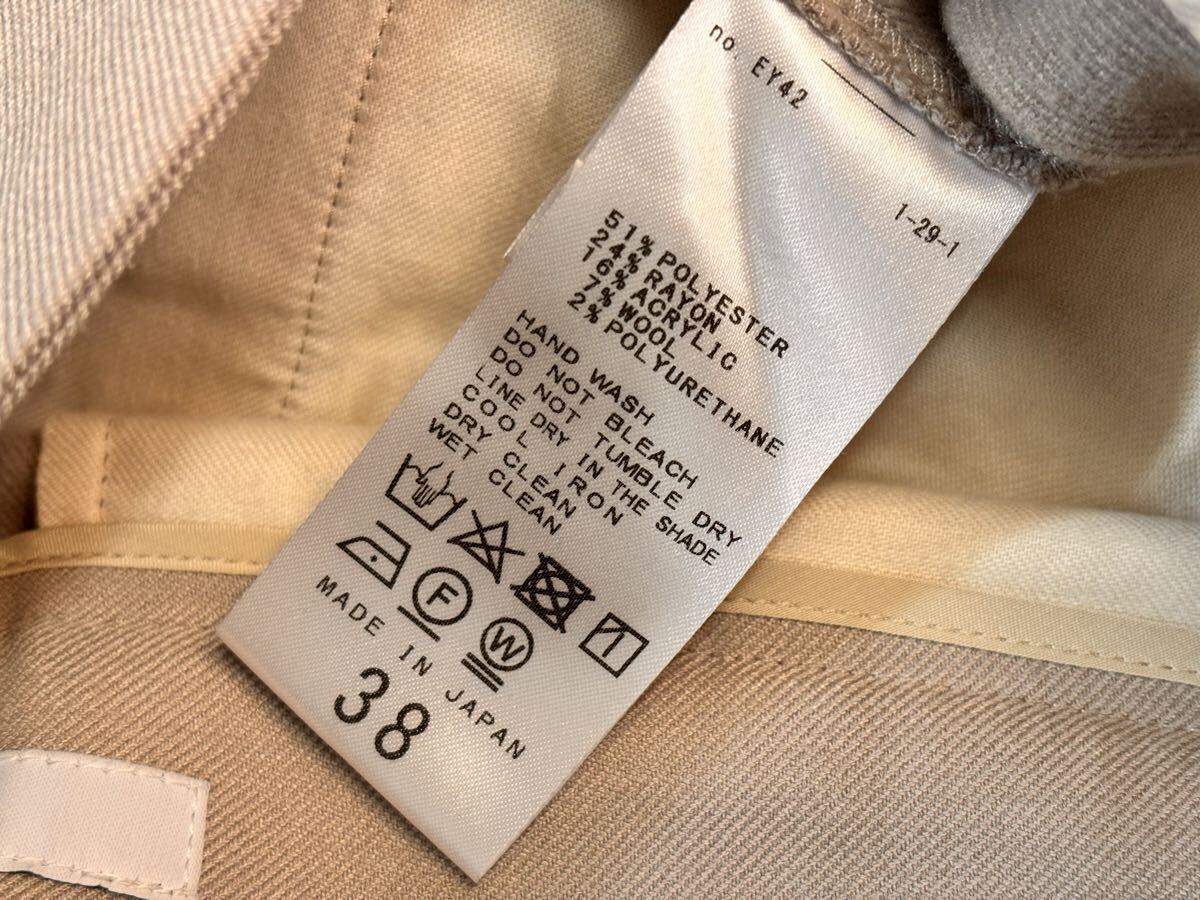 no. EY42
1-29-1
51% POLYESTER
24% RAYON
16% ACRYLIC
7% WOOL
2% POLYURETHANE
HAND WASH
DO NOT BLEACH
DO NOT TUMBLE DRY
LINE DRY IN THE SHADE
COOL IRON
DRY CLEAN
WET CLEAN
F
W
MADE IN JAPAN
38